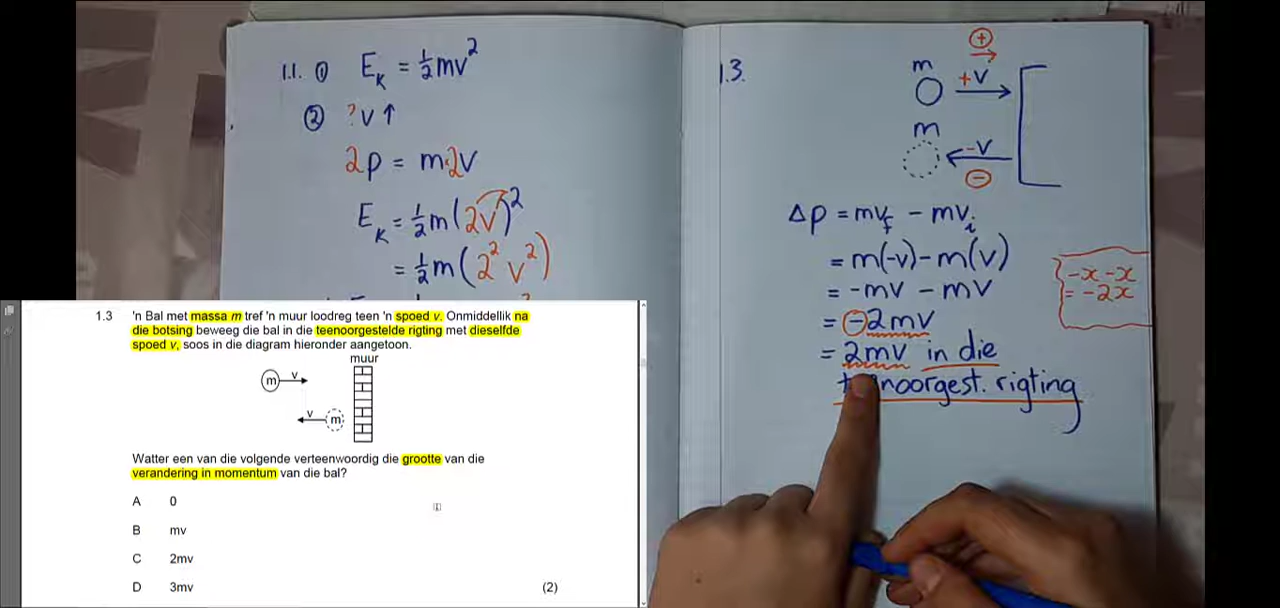 1.1. ① E_K = ½mv²
② ?v↑
2p = m·2v
E_K = ½m(2v)²
= ½m(2²v²)
1.3.
⊕
m
+v
m
-v
⊖
Δp = mv_f - mv_i
= m(-v) - m(v)
= -mv - mv
= -2mv
= 2mv in die
noorgest. rigting
-x -x
= -2x
1.3 'n Bal met massa m tref 'n muur loodreg teen 'n spoed v. Onmiddellik na
die botsing beweeg die bal in die teenoorgestelde rigting met dieselfde
spoed v, soos in die diagram hieronder aangetoon.
muur
m v
v m
Watter een van die volgende verteenwoordig die grootte van die
verandering in momentum van die bal?
A 0
B mv
C 2mv
D 3mv (2)